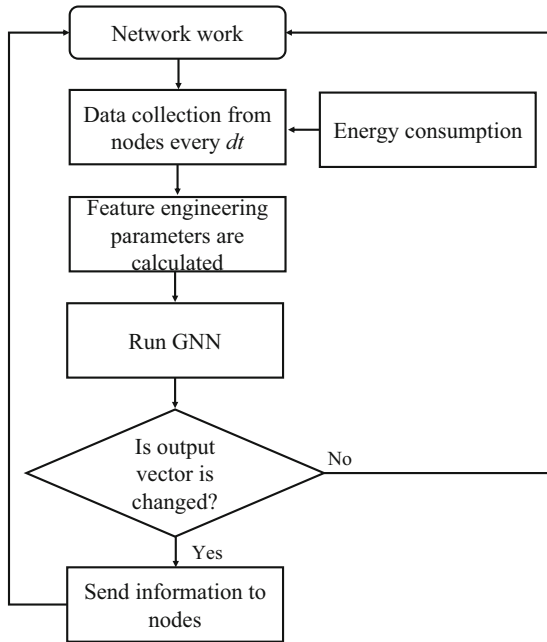 Network work
Data collection from
nodes every dt
Energy consumption
Feature engineering
parameters are
calculated
Run GNN
Is output
vector is
changed?
No
Yes
Send information to
nodes